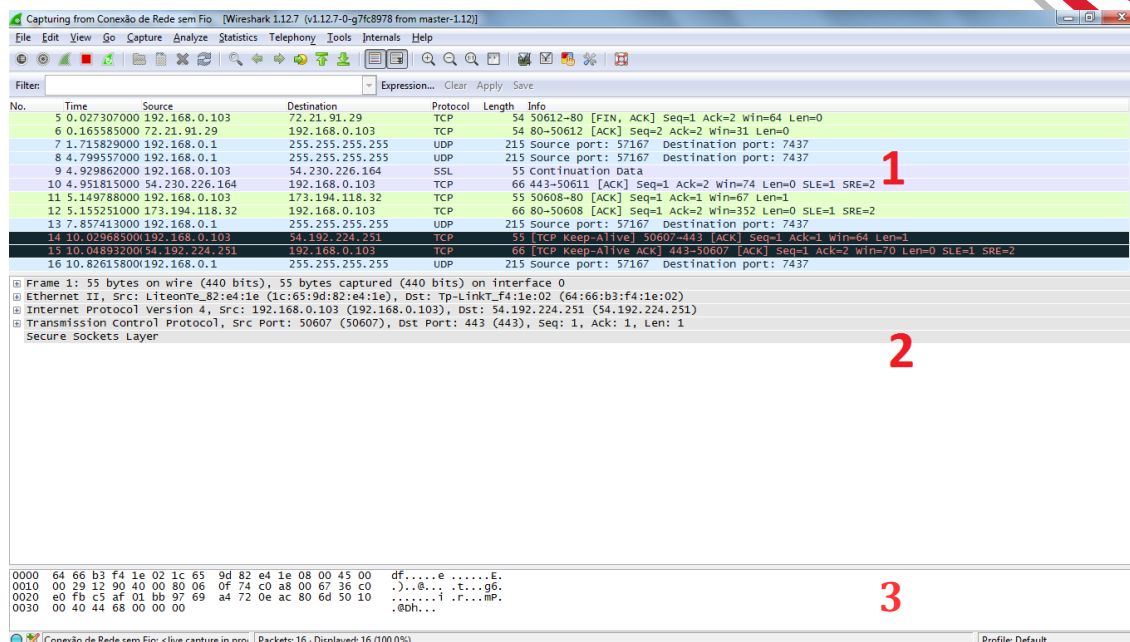 Capturing from Conexão de Rede sem Fio [Wireshark 1.12.7 (v1.12.7-0-g7fc8978 from master-1.12)]
File Edit View Go Capture Analyze Statistics Telephony Tools Internals Help
Filter: Expression... Clear Apply Save
No. Time Source Destination Protocol Length Info
5 0.027307000 192.168.0.103 72.21.91.29 TCP 54 50612→80 [FIN, ACK] Seq=1 Ack=2 Win=64 Len=0
6 0.165585000 72.21.91.29 192.168.0.103 TCP 54 80→50612 [ACK] Seq=2 Ack=2 Win=31 Len=0
7 1.715829000 192.168.0.1 255.255.255.255 UDP 215 Source port: 57167 Destination port: 7437
8 4.799557000 192.168.0.1 255.255.255.255 UDP 215 Source port: 57167 Destination port: 7437
9 4.929862000 192.168.0.103 54.230.226.164 SSL 55 Continuation Data
10 4.951815000 54.230.226.164 192.168.0.103 TCP 66 443→50611 [ACK] Seq=1 Ack=2 Win=74 Len=0 SLE=1 SRE=2
11 5.149788000 192.168.0.103 173.194.118.32 TCP 55 50608→80 [ACK] Seq=1 Ack=1 Win=67 Len=1
12 5.155251000 173.194.118.32 192.168.0.103 TCP 66 80→50608 [ACK] Seq=1 Ack=2 Win=352 Len=0 SLE=1 SRE=2
13 7.857413000 192.168.0.1 255.255.255.255 UDP 215 Source port: 57167 Destination port: 7437
14 10.02968500(192.168.0.103 54.192.224.251 TCP 55 [TCP Keep-Alive] 50607→443 [ACK] Seq=1 Ack=1 Win=64 Len=1
15 10.04893200(54.192.224.251 192.168.0.103 TCP 66 [TCP Keep-Alive ACK] 443→50607 [ACK] Seq=1 Ack=2 Win=70 Len=0 SLE=1 SRE=2
16 10.82615800(192.168.0.1 255.255.255.255 UDP 215 Source port: 57167 Destination port: 7437
1
Frame 1: 55 bytes on wire (440 bits), 55 bytes captured (440 bits) on interface 0
Ethernet II, Src: LiteonTe_82:e4:1e (1c:65:9d:82:e4:1e), Dst: Tp-LinkT_f4:1e:02 (64:66:b3:f4:1e:02)
Internet Protocol Version 4, Src: 192.168.0.103 (192.168.0.103), Dst: 54.192.224.251 (54.192.224.251)
Transmission Control Protocol, Src Port: 50607 (50607), Dst Port: 443 (443), Seq: 1, Ack: 1, Len: 1
Secure Sockets Layer
2
0000 64 66 b3 f4 1e 02 1c 65 9d 82 e4 1e 08 00 45 00 df.....e ......E.
0010 00 29 12 90 40 00 80 06 0f 74 c0 a8 00 67 36 c0 .)..@... .t...g6.
0020 e0 fb c5 af 01 bb 97 69 a4 72 0e ac 80 6d 50 10 .......i .r...mP.
0030 00 40 44 68 00 00 00 .@Dh...
3
Conexão de Rede sem Fio: <live capture in pro Packets: 16 · Displayed: 16 (100,0%) Profile: Default